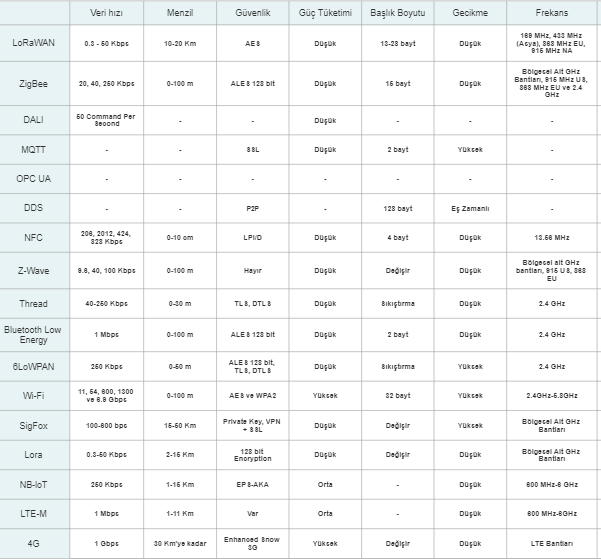 Veri hızı Menzil Güvenlik Güç Tüketimi Başlık Boyutu Gecikme Frekans
LoRaWAN 0.3 - 50 Kbps 10-20 Km AES Düşük 13-28 bayt Düşük 169 MHz, 433 MHz (Asya), 868 MHz EU, 915 MHz NA
ZigBee 20, 40, 250 Kbps 0-100 m ALES 128 bit Düşük 15 bayt Düşük Bölgesel Alt GHz Bantları, 915 MHz US, 868 MHz EU ve 2.4 GHz
DALI 50 Command Per Second - - Düşük - - -
MQTT - - SSL Düşük 2 bayt Yüksek -
OPC UA - - - - - - -
DDS - - P2P - 128 bayt Eş Zamanlı -
NFC 206, 2012, 424, 828 Kbps 0-10 cm LPI/D Düşük 4 bayt Düşük 13.56 MHz
Z-Wave 9.6, 40, 100 Kbps 0-100 m Hayır Düşük Değişir Düşük Bölgesel alt GHz bantları, 915 US, 868 EU
Thread 40-250 Kbps 0-30 m TLS, DTLS Düşük Sıkıştırma Düşük 2.4 GHz
Bluetooth Low Energy 1 Mbps 0-100 m ALES 128 bit Düşük 2 bayt Düşük 2.4 GHz
6LoWPAN 250 Kbps 0-50 m ALES 128 bit, TLS, DTLS Düşük Sıkıştırma Yüksek 2.4 GHz
Wi-Fi 11, 54, 600, 1300 ve 6.9 Gbps 0-100 m AES ve WPA2 Yüksek 32 bayt Yüksek 2.4GHz-5.8GHz
SigFox 100-600 bps 15-50 Km Private Key, VPN + SSL Düşük Değişir Yüksek Bölgesel Alt GHz Bantları
Lora 0.3-50 Kbps 2-15 Km 128 bit Encryption Düşük Değişir Düşük Bölgesel Alt GHz Bantları
NB-IoT 250 Kbps 1-15 Km EPS-AKA Orta - Düşük 600 MHz-6 GHz
LTE-M 1 Mbps 1-11 Km Var Orta - Düşük 600 MHz-6GHz
4G 1 Gbps 30 Km'ye kadar Enhanced Snow 3G Yüksek Değişir Düşük LTE Bantları